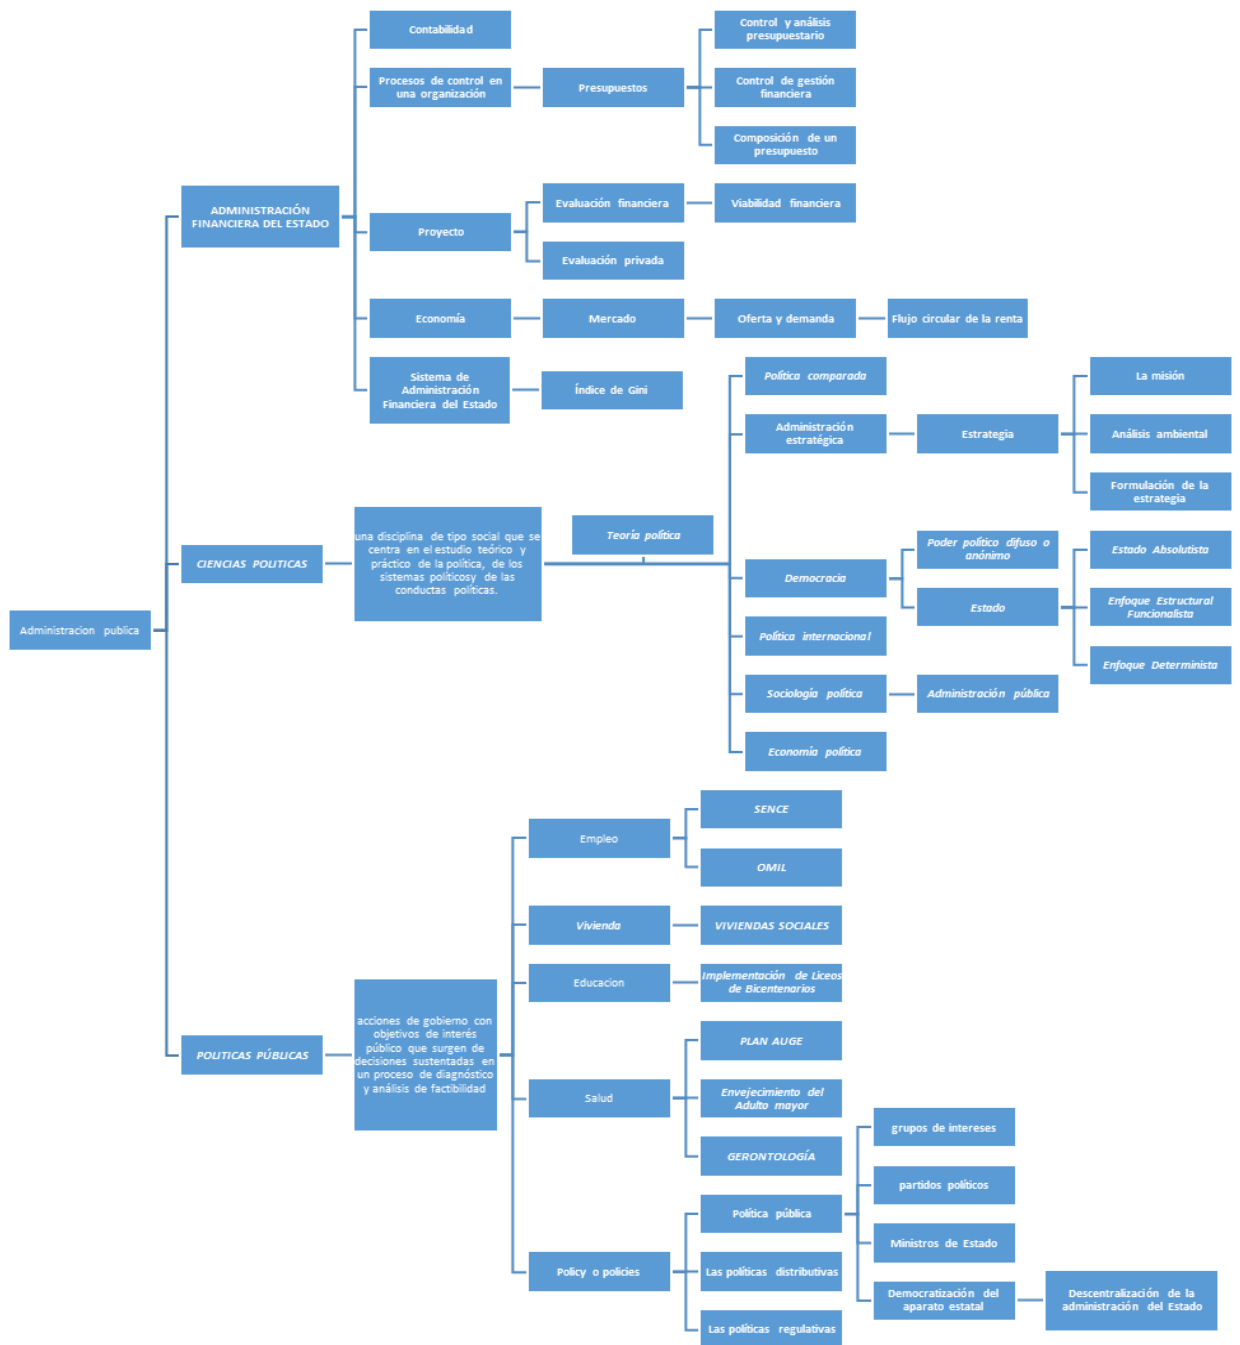 Contabilidad
Control y análisis
presupuestario
Procesos de control en
una organización
Presupuestos
Control de gestión
financiera
Composición de un
presupuesto
ADMINISTRACIÓN
FINANCIERA DEL ESTADO
Evaluación financiera
Viabilidad financiera
Proyecto
Evaluación privada
Economía
Mercado
Oferta y demanda
Flujo circular de la renta
Sistema de
Administración
Financiera del Estado
Índice de Gini
Política comparada
La misión
Administración
estratégica
Estrategia
Análisis ambiental
Formulación de la
estrategia
CIENCIAS POLITICAS
una disciplina de tipo social que se
centra en el estudio teórico y
práctico de la política, de los
sistemas políticosy de las
conductas políticas.
Teoría política
Poder político difuso o
anónimo
Estado Absolutista
Democracia
Estado
Enfoque Estructural
Funcionalista
Administracion publica
Política internacional
Enfoque Determinista
Sociología política
Administración pública
Economía política
SENCE
Empleo
OMIL
Vivienda
VIVIENDAS SOCIALES
Educacion
Implementación de Liceos
de Bicentenarios
POLITICAS PÚBLICAS
acciones de gobierno con
objetivos de interés
público que surgen de
decisiones sustentadas en
un proceso de diagnóstico
y análisis de factibilidad
PLAN AUGE
Salud
Envejecimiento del
Adulto mayor
GERONTOLOGÍA
grupos de intereses
partidos políticos
Política pública
Ministros de Estado
Policy o policies
Las políticas distributivas
Democratización del
aparato estatal
Descentralización de la
administración del Estado
Las políticas regulativas